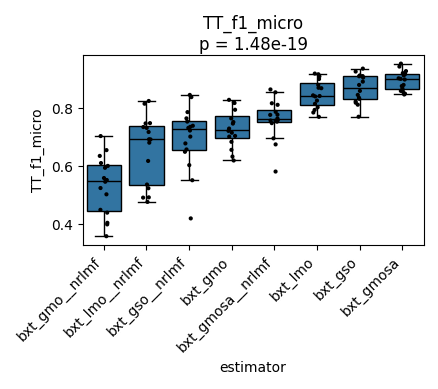 TT_f1_micro
p = 1.48e-19
TT_f1_micro
0.8
0.6
0.4
bxt_gmo__nrlmf
bxt_lmo__nrlmf
bxt_gso__nrlmf
bxt_gmo
bxt_gmosa__nrlmf
bxt_lmo
bxt_gso
bxt_gmosa
estimator